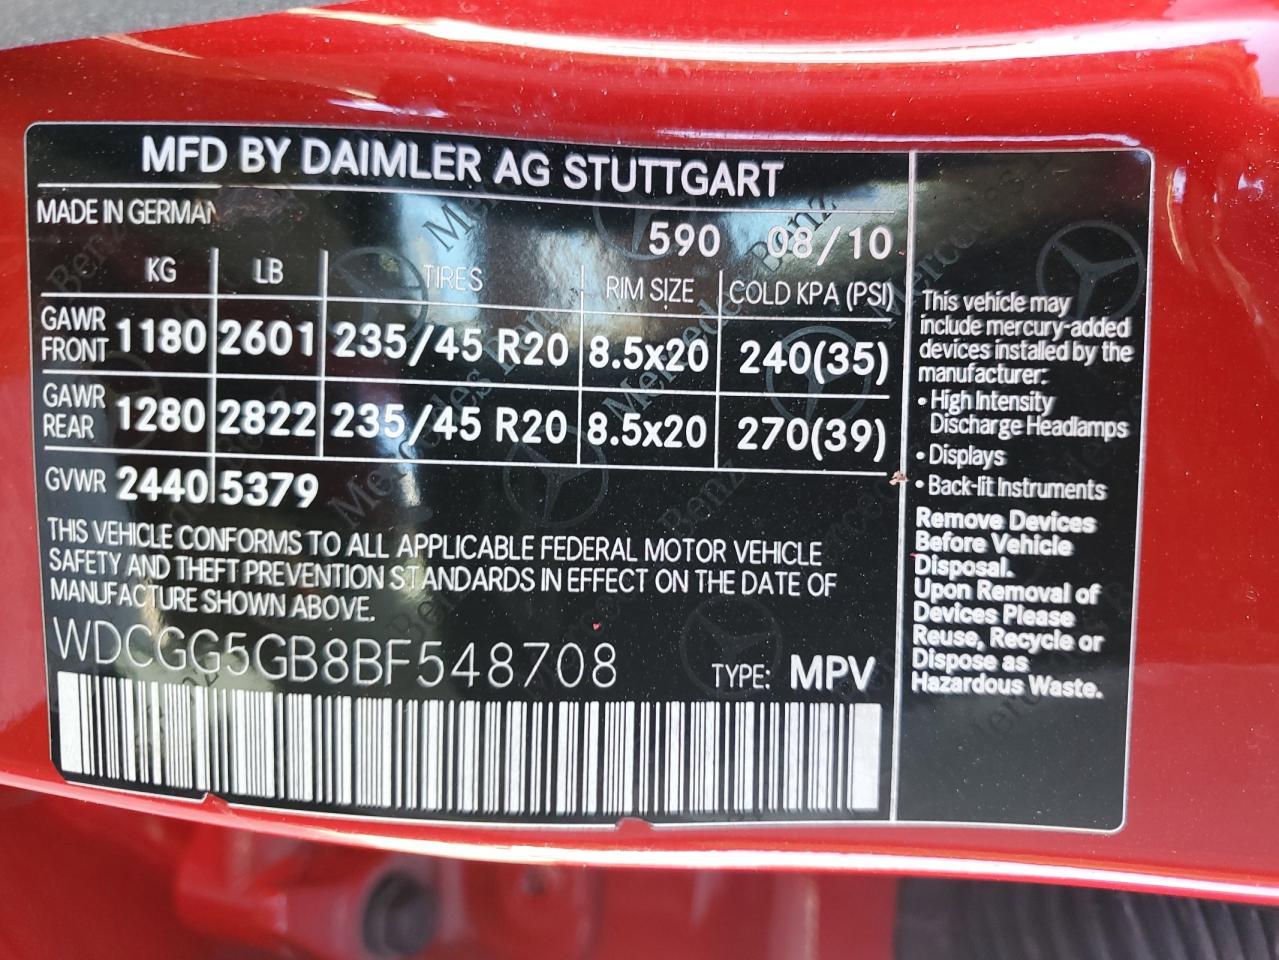 MFD BY DAIMLER AG STUTTGART
MADE IN GERMAN
590 08/10
KG LB TIRES RIM SIZE COLD KPA (PSI)
GAWR FRONT 1180 2601 235/45 R20 8.5x20 240(35)
GAWR REAR 1280 2822 235/45 R20 8.5x20 270(39)
GVWR 2440 5379
THIS VEHICLE CONFORMS TO ALL APPLICABLE FEDERAL MOTOR VEHICLE
SAFETY AND THEFT PREVENTION STANDARDS IN EFFECT ON THE DATE OF
MANUFACTURE SHOWN ABOVE.
WDCGG5GB8BF548708
TYPE: MPV
This vehicle may
include mercury-added
devices installed by the
manufacturer:
• High Intensity
Discharge Headlamps
• Displays
• Back-lit Instruments
Remove Devices
Before Vehicle
Disposal.
Upon Removal of
Devices Please
Reuse, Recycle or
Dispose as
Hazardous Waste.